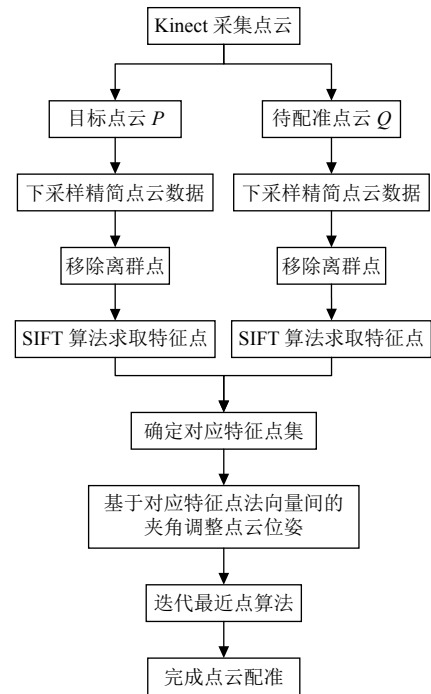 Kinect 采集点云
目标点云 P
待配准点云 Q
下采样精简点云数据
下采样精简点云数据
移除离群点
移除离群点
SIFT 算法求取特征点
SIFT 算法求取特征点
确定对应特征点集
基于对应特征点法向量间的
夹角调整点云位姿
迭代最近点算法
完成点云配准